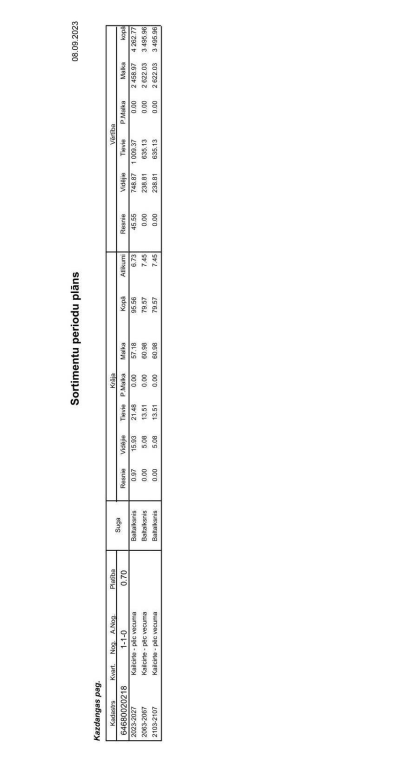 08.09.2023
Sortimentu periodu plāns
Kazdangas pag.
Krāja Vērtība
Kadastrs Kvart. Nog. A.Nog. Platība Suga Resnie Vidējie Tievie P.Malka Malka Kopā Atlikumi Resnie Vidējie Tievie P.Malka Malka kopā
64680020218 1-1-0 0.70
2023-2027 Kailcirte - pēc vecuma Baltalksnis 0.97 15.93 21.48 0.00 57.18 95.56 6.73 45.55 748.87 1 009.37 0.00 2 458.97 4 262.77
2063-2067 Kailcirte - pēc vecuma Baltalksnis 0.00 5.08 13.51 0.00 60.98 79.57 7.45 0.00 238.81 635.13 0.00 2 622.03 3 495.96
2103-2107 Kailcirte - pēc vecuma Baltalksnis 0.00 5.08 13.51 0.00 60.98 79.57 7.45 0.00 238.81 635.13 0.00 2 622.03 3 495.96